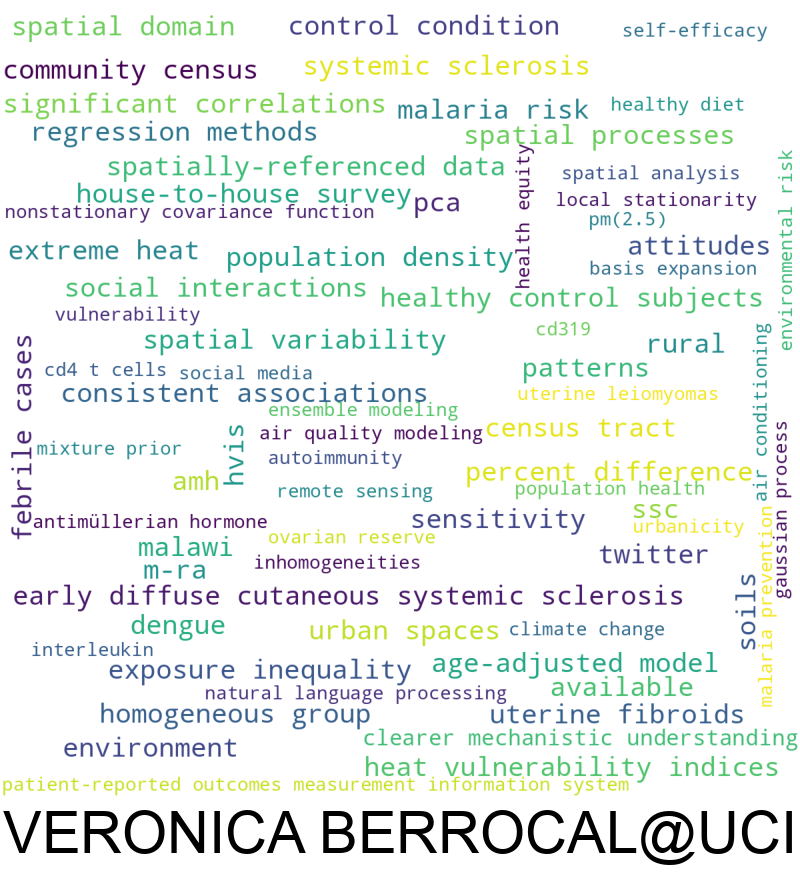 spatial domain
control condition
self-efficacy
community census
systemic sclerosis
significant correlations
malaria risk
healthy diet
regression methods
spatial processes
spatially-referenced data
health equity
spatial analysis
environmental risk
house-to-house survey
pca
local stationarity
nonstationary covariance function
pm(2.5)
extreme heat
population density
attitudes
basis expansion
social interactions
healthy control subjects
vulnerability
cd319
spatial variability
rural
air conditioning
febrile cases
cd4 t cells
social media
patterns
consistent associations
uterine leiomyomas
ensemble modeling
hvis
air quality modeling
census tract
gaussian process
mixture prior
autoimmunity
percent difference
amh
remote sensing
population health
ssc
antimüllerian hormone
sensitivity
urbanicity
malaria prevention
ovarian reserve
malawi
inhomogeneities
twitter
m-ra
soils
early diffuse cutaneous systemic sclerosis
dengue
urban spaces
climate change
interleukin
exposure inequality
age-adjusted model
natural language processing
available
homogeneous group
uterine fibroids
environment
clearer mechanistic understanding
heat vulnerability indices
patient-reported outcomes measurement information system
VERONICA BERROCAL@UCI